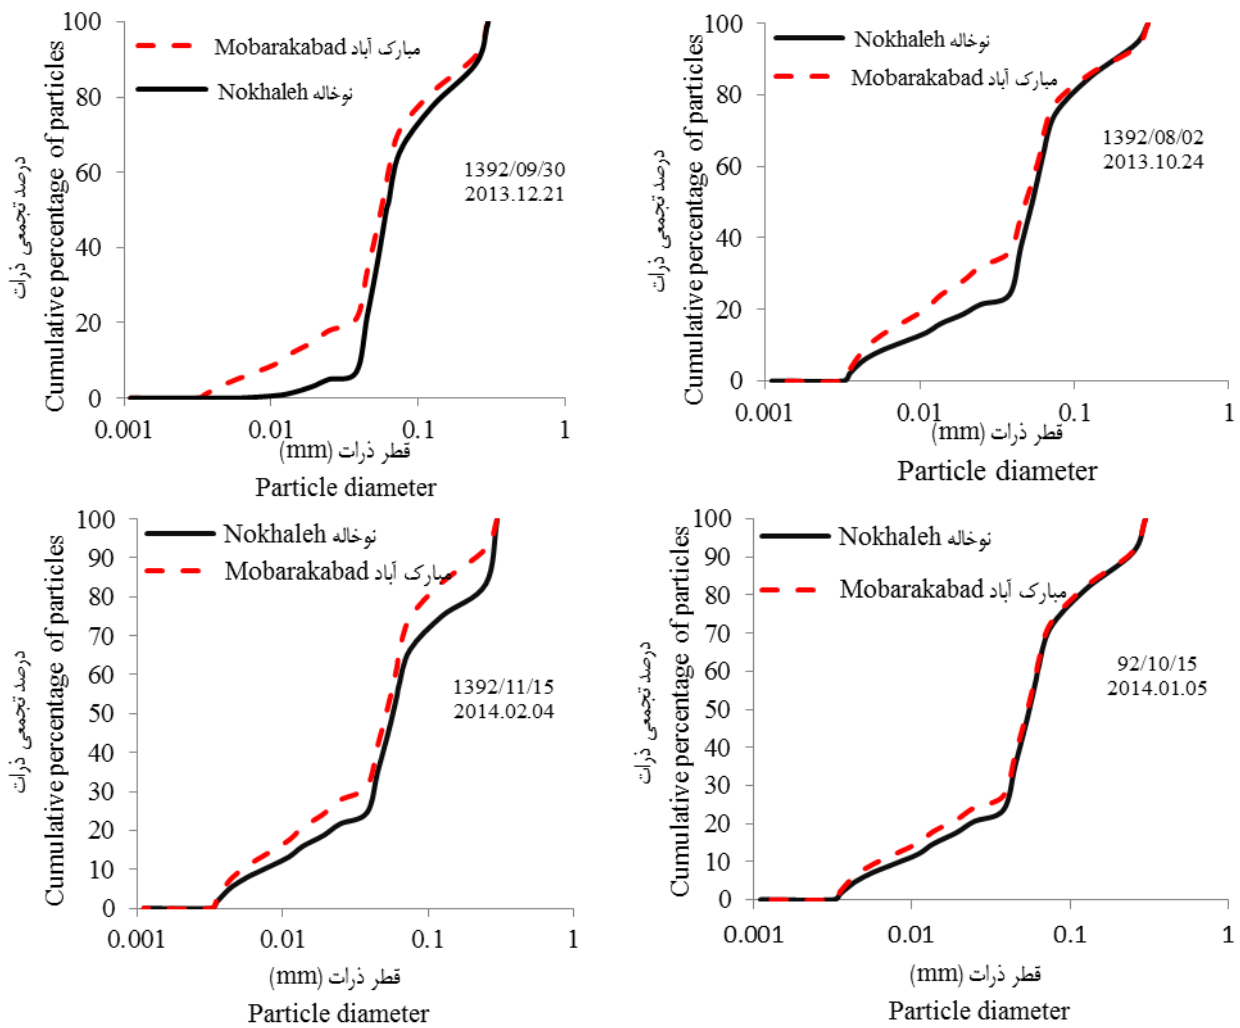 100
80
60
40
20
0
0.001
0.01
0.1
1
Mobarakabad مبارک آباد
Nokhaleh نوخاله
1392/09/30
2013.12.21
درصد تجمعی ذرات
Cumulative percentage of particles
قطر ذرات (mm)
Particle diameter
100
80
60
40
20
0
0.01
0.1
1
Nokhaleh نوخاله
Mobarakabad مبارک آباد
1392/08/02
2013.10.24
درصد تجمعی ذرات
Cumulative percentage of particles
0.001
قطر ذرات (mm)
Particle diameter
100
90
80
70
60
50
40
30
20
10
0
0.001
0.01
0.1
1
Nokhaleh نوخاله
Mobarakabad مبارک آباد
1392/11/15
2014.02.04
درصد تجمعی ذرات
Cumulative percentage of particles
قطر ذرات (mm)
Particle diameter
100
90
80
70
60
50
40
30
20
10
0
0.001
0.01
0.1
1
Nokhaleh نوخاله
Mobarakabad مبارک آباد
92/10/15
2014.01.05
درصد تجمعی ذرات
Cumulative percentage of particles
قطر ذرات (mm)
Particle diameter